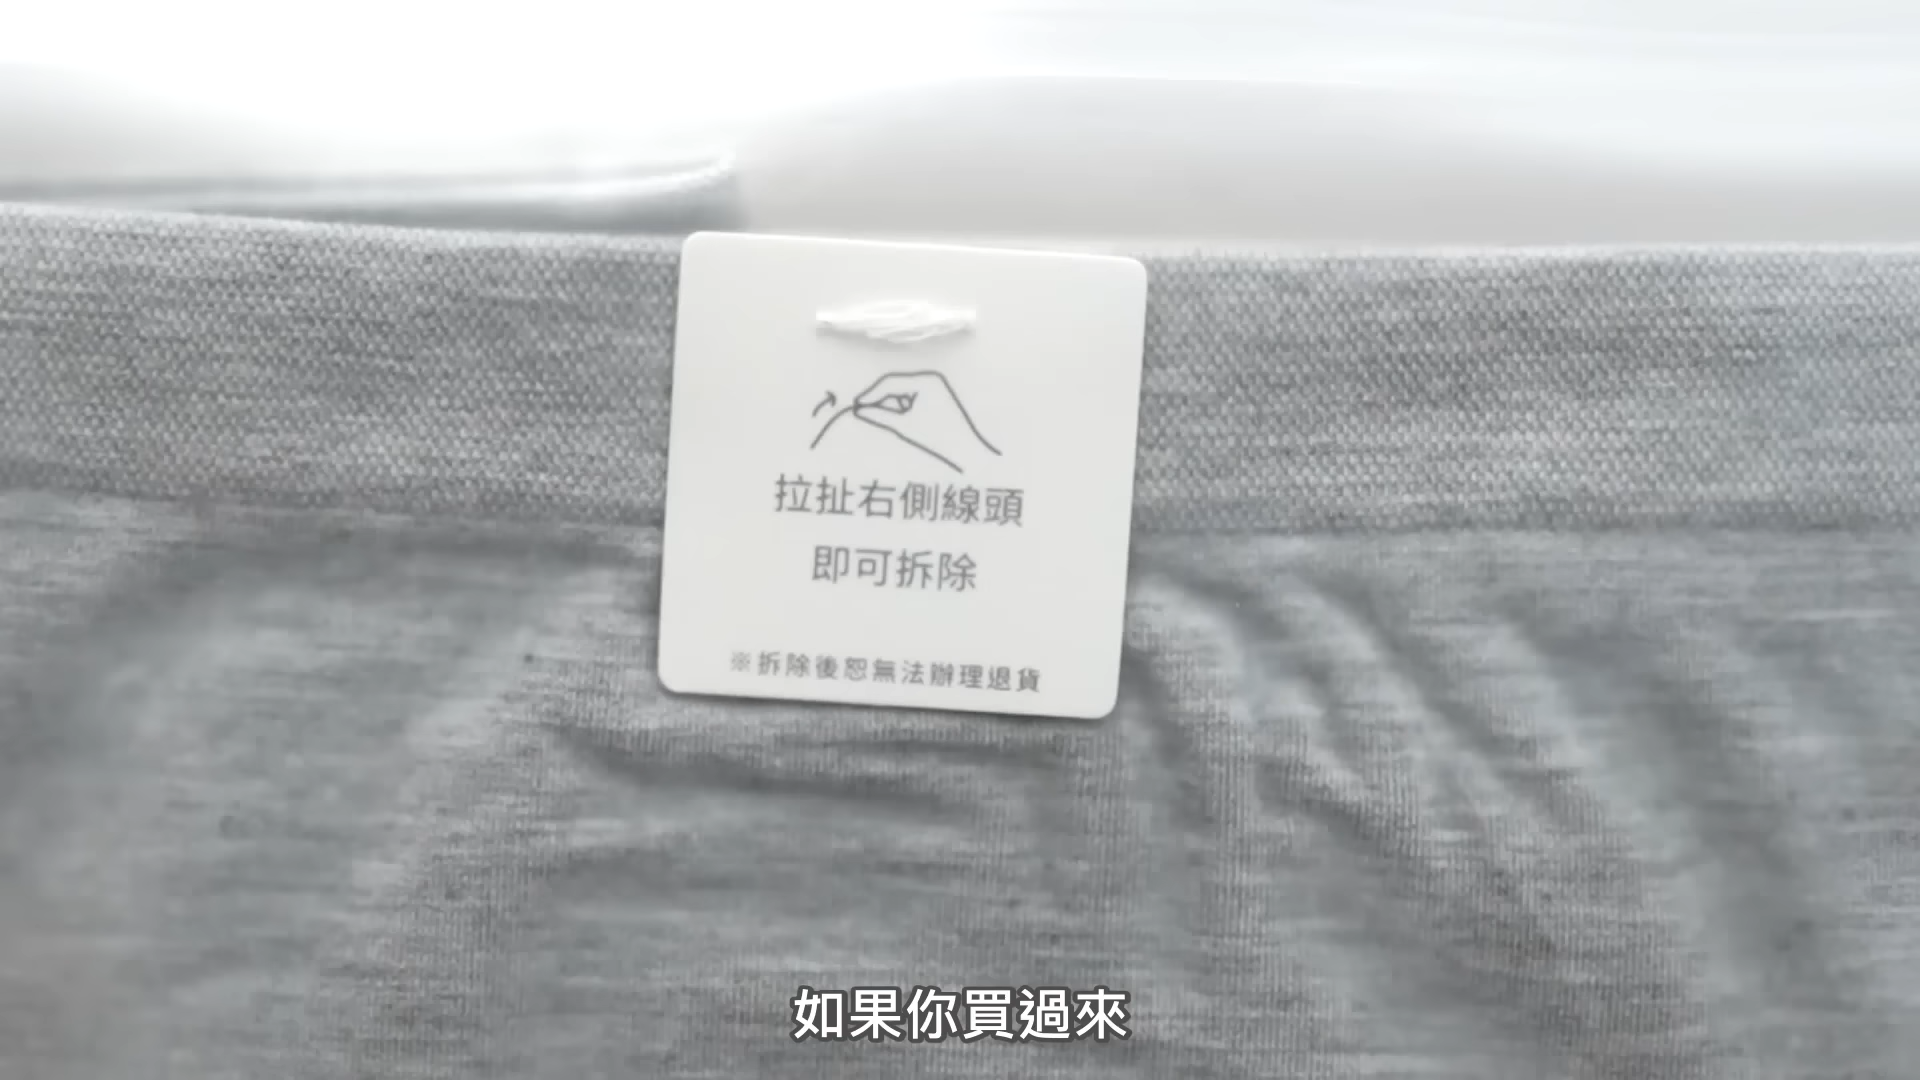 拉扯右側線頭
即可拆除
※拆除後恕無法辦理退貨
如果你買過來